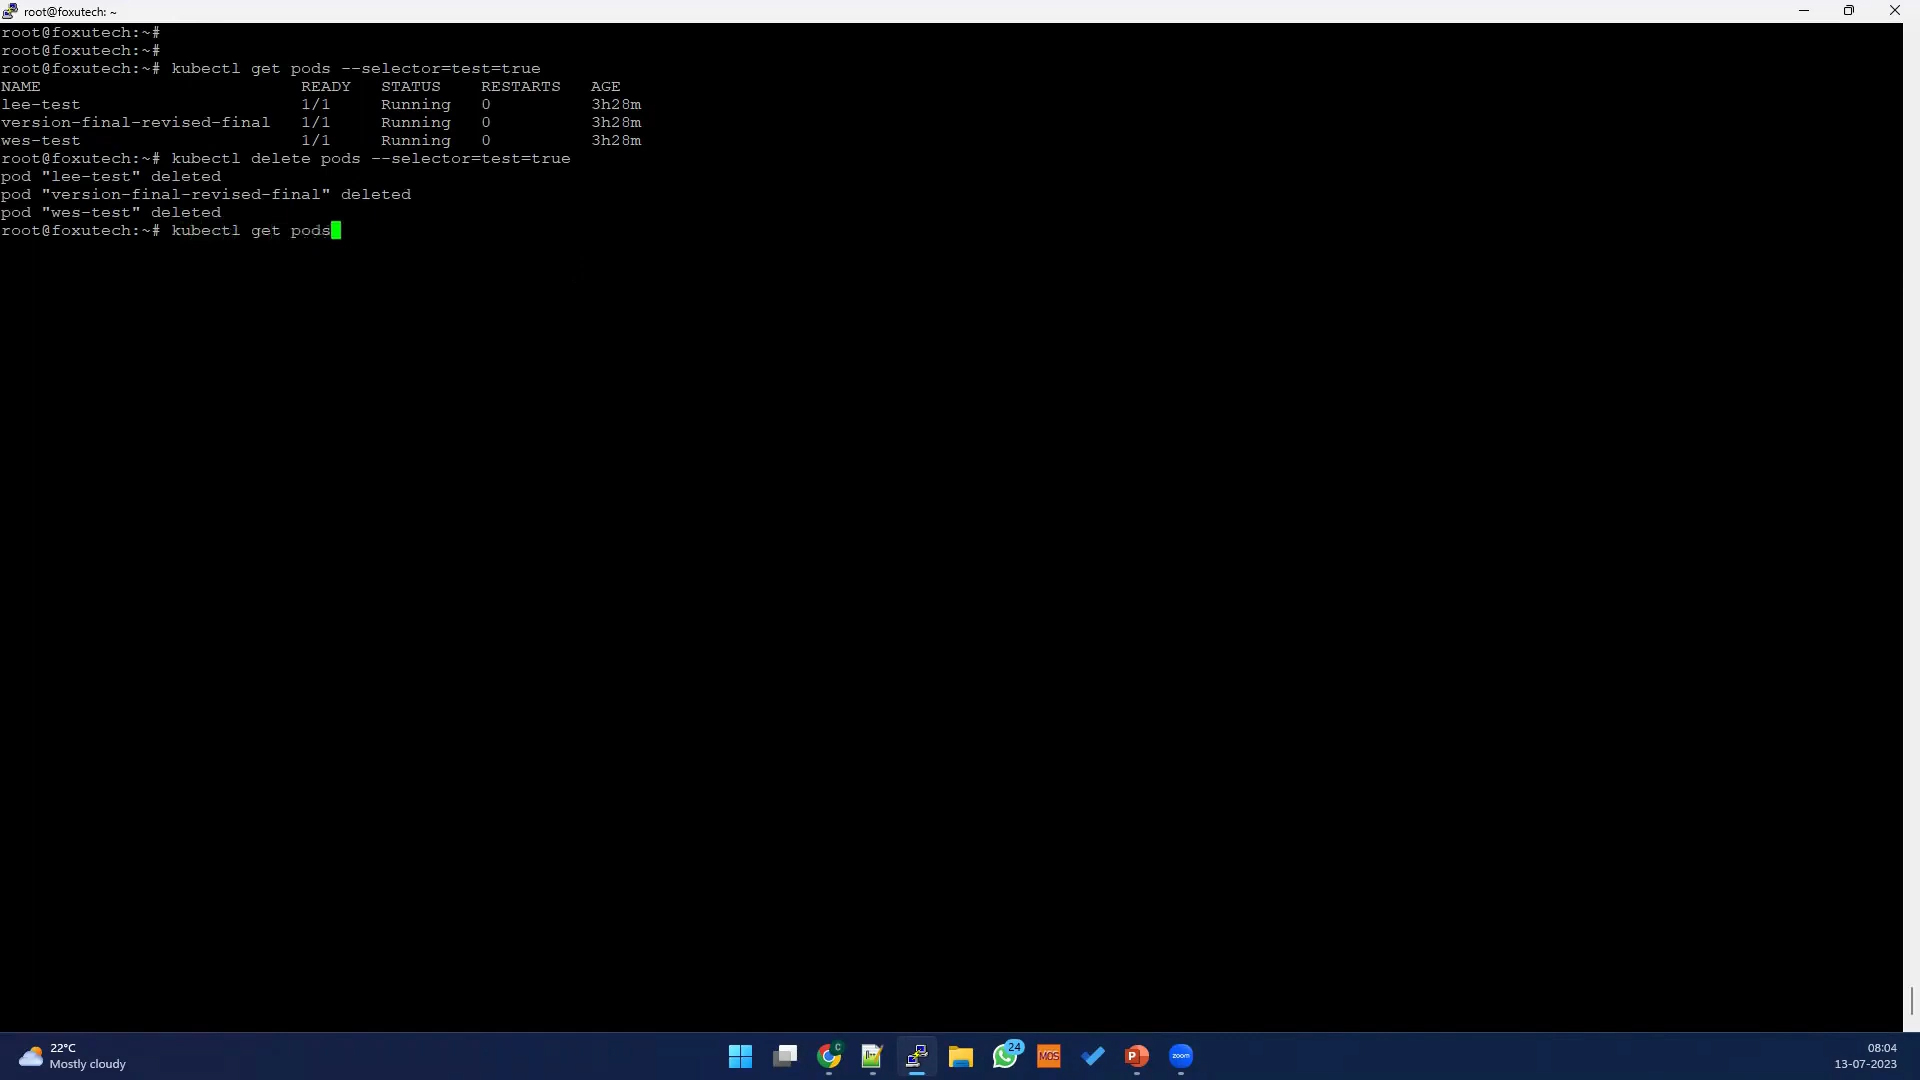 root@foxutech: ~
root@foxutech:~#
root@foxutech:~#
root@foxutech:~# kubectl get pods --selector=test=true
NAME READY STATUS RESTARTS AGE
lee-test 1/1 Running 0 3h28m
version-final-revised-final 1/1 Running 0 3h28m
wes-test 1/1 Running 0 3h28m
root@foxutech:~# kubectl delete pods --selector=test=true
pod "lee-test" deleted
pod "version-final-revised-final" deleted
pod "wes-test" deleted
root@foxutech:~# kubectl get pods
22°C
Mostly cloudy
C
24
MOS
P
zoom
08:04
13-07-2023